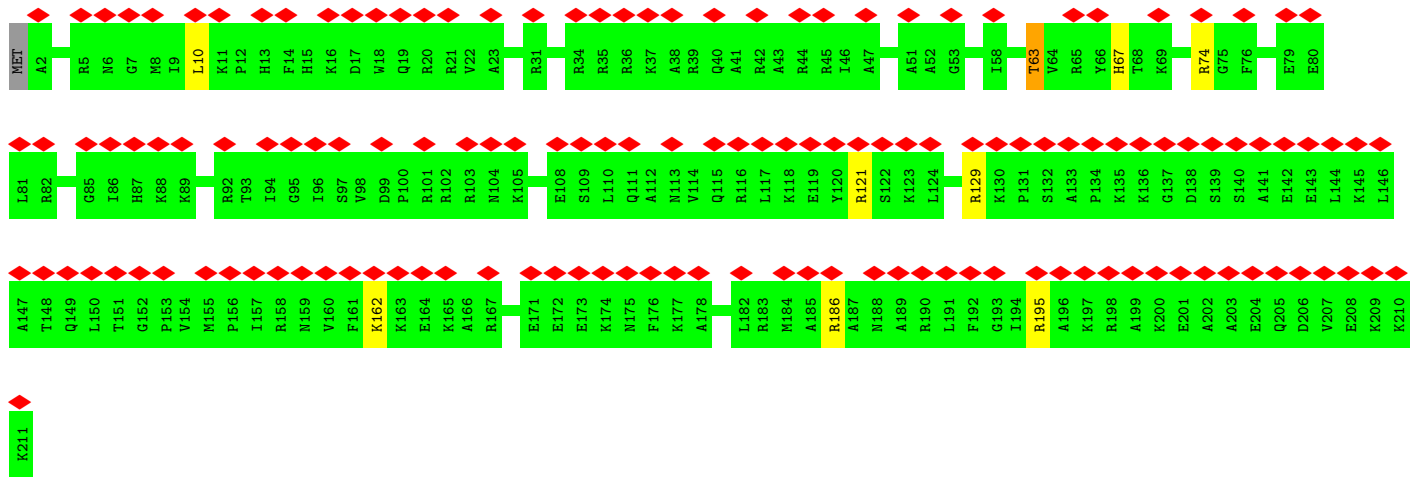 MET A2 R5 N6 G7 M8 I9 L10 K11 P12 H13 F14 H15 K16 D17 W18 Q19 R20 R21 V22 A23 R31 R34 R35 R36 K37 A38 R39 Q40 A41 R42 A43 R44 R45 I46 A47 A51 A52 G53 I58 T63 V64 R65 Y66 H67 T68 K69 R74 G75 F76 E79 E80
L81 R82 G85 I86 H87 K88 K89 R92 T93 I94 G95 I96 S97 V98 D99 P100 R101 R102 R103 N104 K105 E108 S109 L110 Q111 A112 N113 V114 Q115 R116 L117 K118 E119 Y120 R121 S122 K123 L124 R129 K130 P131 S132 A133 P134 K135 K136 G137 D138 S139 S140 A141 E142 E143 L144 K145 L146
A147 T148 Q149 L150 T151 G152 P153 V154 M155 P156 I157 R158 N159 V160 F161 K162 K163 E164 K165 A166 R167 E171 E172 E173 K174 N175 F176 K177 A178 L182 R183 M184 A185 R186 A187 N188 A189 R190 L191 F192 G193 I194 R195 A196 K197 R198 A199 K200 E201 A202 A203 E204 Q205 D206 V207 E208 K209 K210
K211